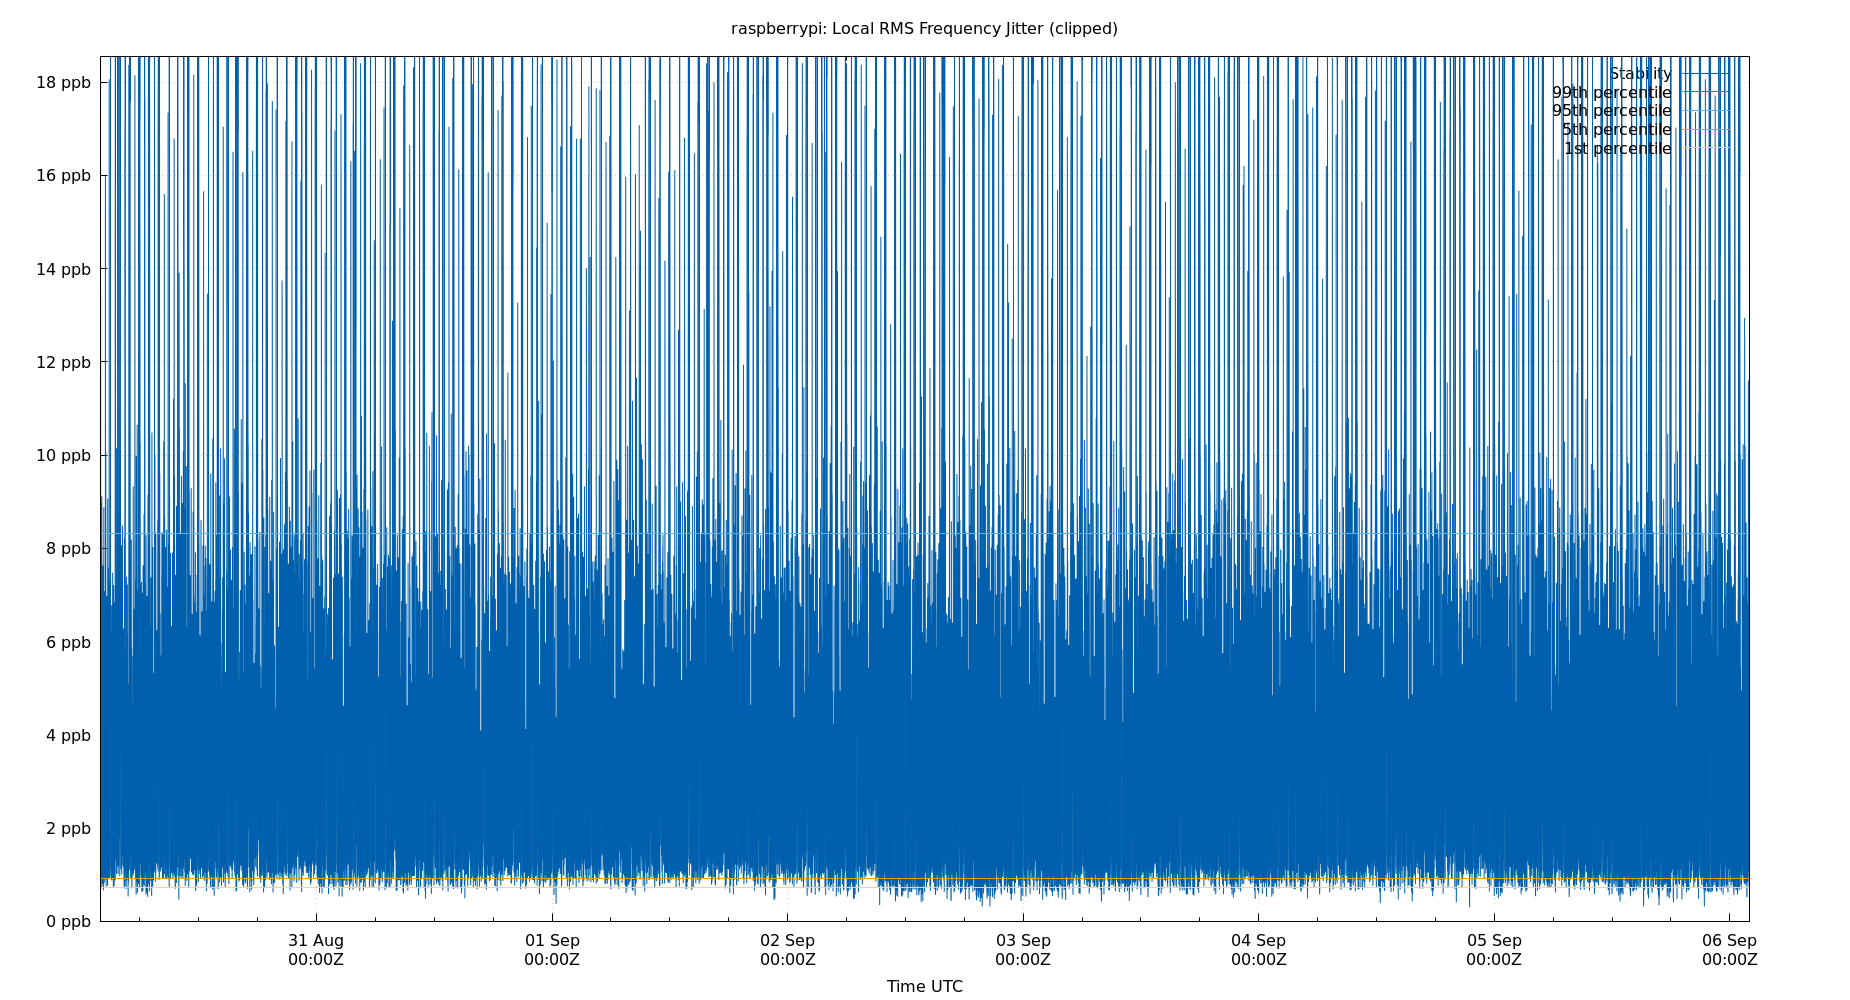 raspberrypi: Local RMS Frequency Jitter (clipped)
18 ppb
16 ppb
14 ppb
12 ppb
10 ppb
8 ppb
6 ppb
4 ppb
2 ppb
0 ppb
Stability
99th percentile
95th percentile
5th percentile
1st percentile
31 Aug 01 Sep 02 Sep 03 Sep 04 Sep 05 Sep 06 Sep
00:00Z 00:00Z 00:00Z 00:00Z 00:00Z 00:00Z 00:00Z
Time UTC